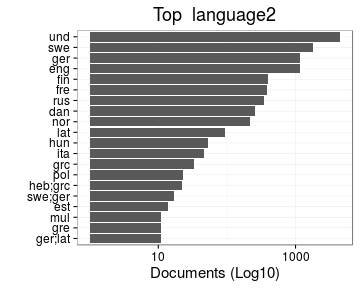 Top language2
und
swe
ger
eng
fin
fre
rus
dan
nor
lat
hun
ita
grc
pol
heb;grc
swe;ger
est
mul
gre
ger;lat
10 1000
Documents (Log10)